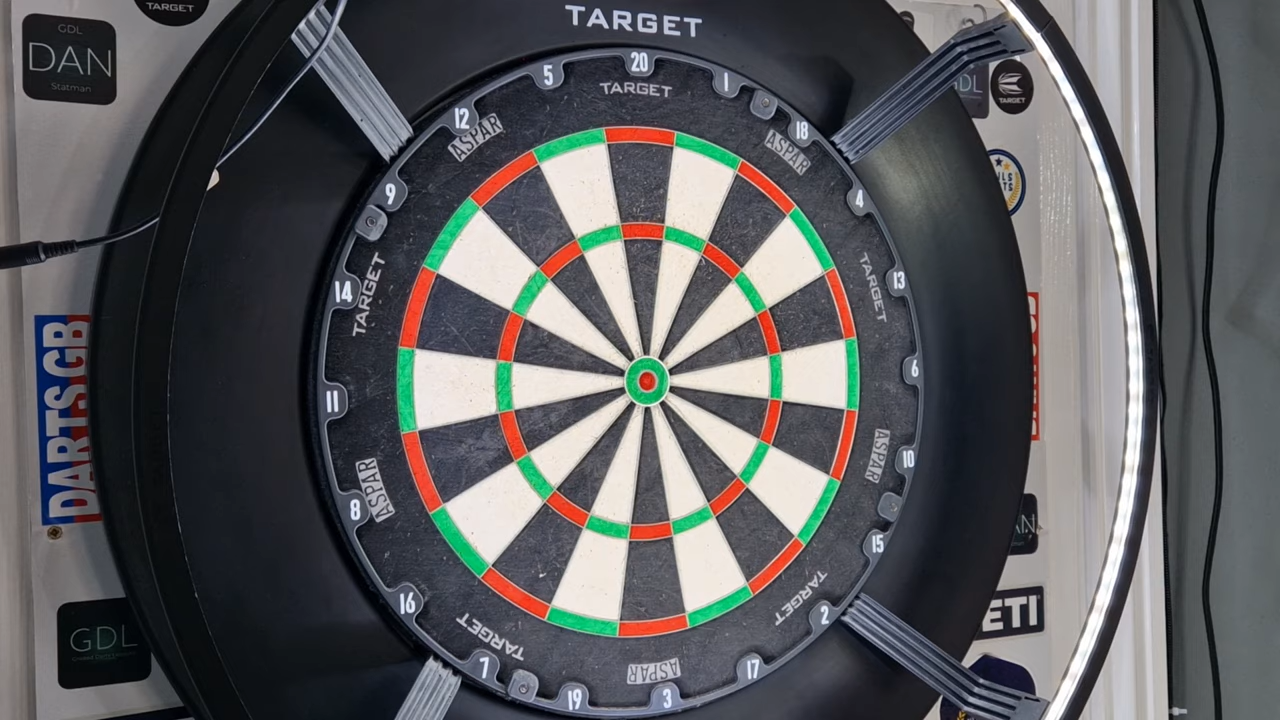 TARGET
GDL
DAN
Statman
TARGET
20
5
1
TARGET
12
18
ASPAR
ASPAR
GDL
TARGET
9
4
14
TARGET
13
TARGET
11
6
DARTS.GB
8
ASPAR
10
ASPAR
15
16
TARGET
2
TARGET
GDL
ETI
7
19
3
17
ASPAR